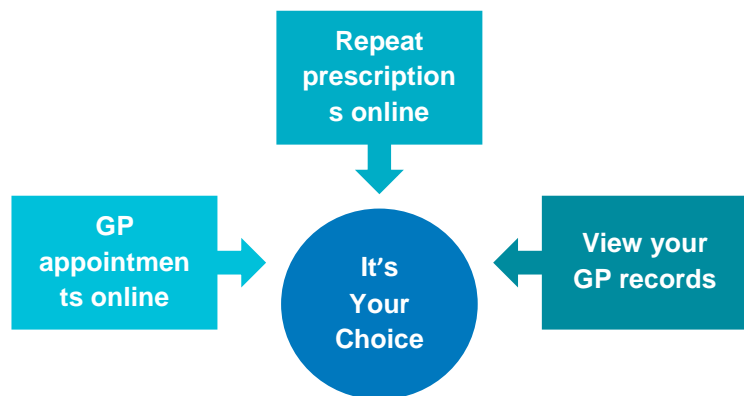 Repeat
prescription
s online
GP
appointmen
ts online
It’s
Your
Choice
View your
GP records